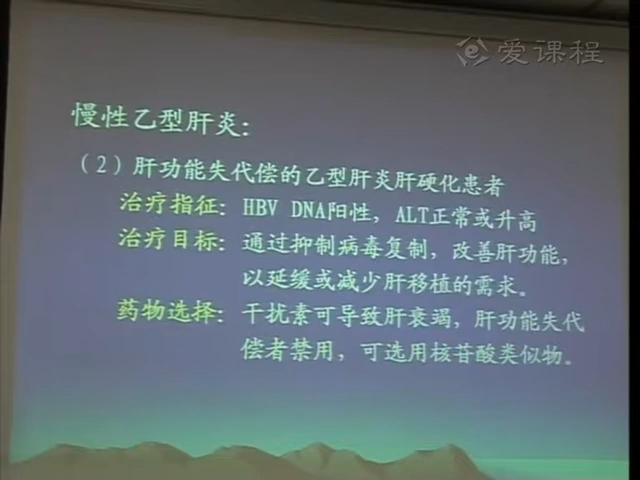 爱课程
慢性乙型肝炎：
（2）肝功能失代偿的乙型肝炎肝硬化患者
治疗指征：HBV DNA阳性，ALT正常或升高
治疗目标：通过抑制病毒复制，改善肝功能，
以延缓或减少肝移植的需求。
药物选择：干扰素可导致肝衰竭，肝功能失代
偿者禁用，可选用核苷酸类似物。